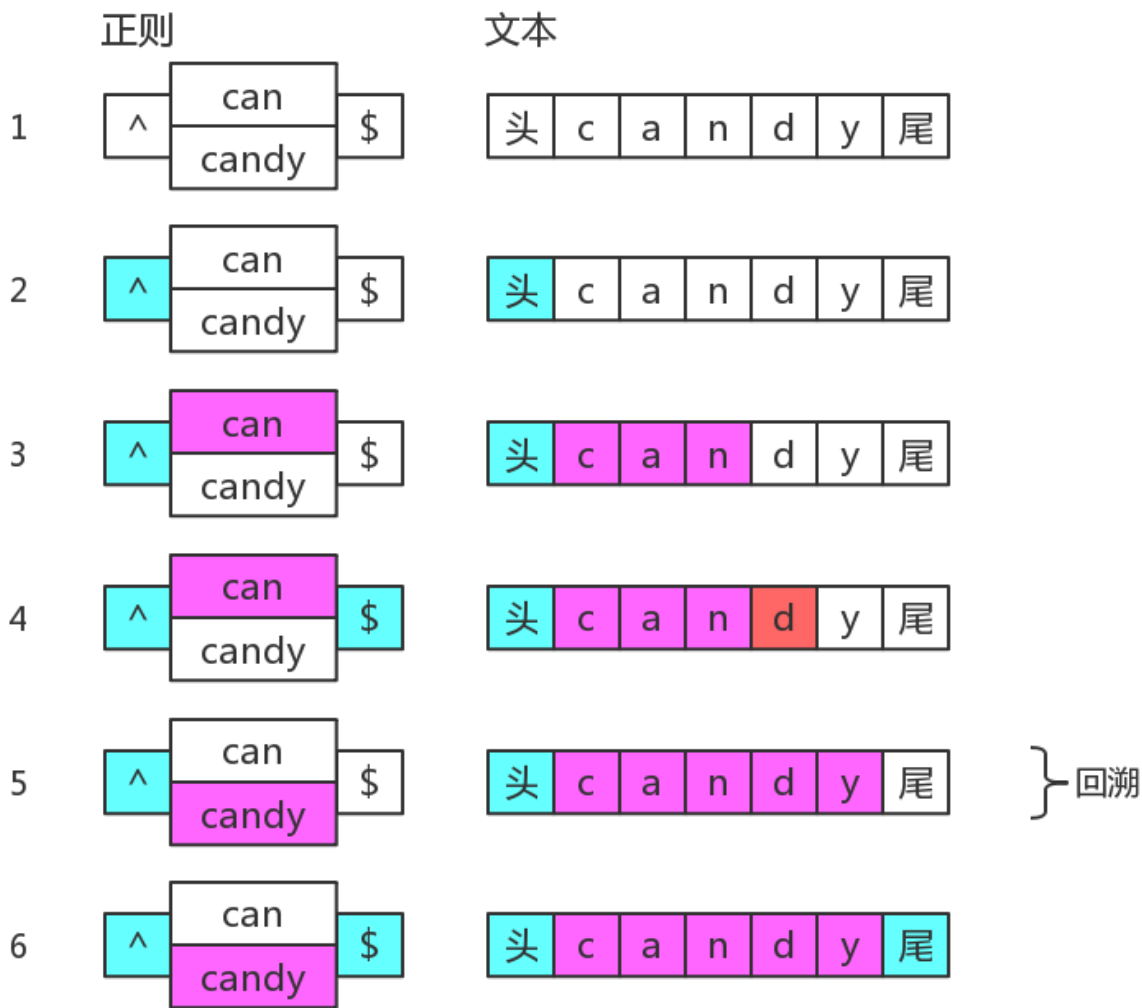 正则 文本
can
1 ^ $ 头 c a n d y 尾
candy
can
2 ^ $ 头 c a n d y 尾
candy
can
3 ^ $ 头 c a n d y 尾
candy
can
4 ^ $ 头 c a n d y 尾
candy
can
5 ^ $ 头 c a n d y 尾 回溯
candy
can
6 ^ $ 头 c a n d y 尾
candy